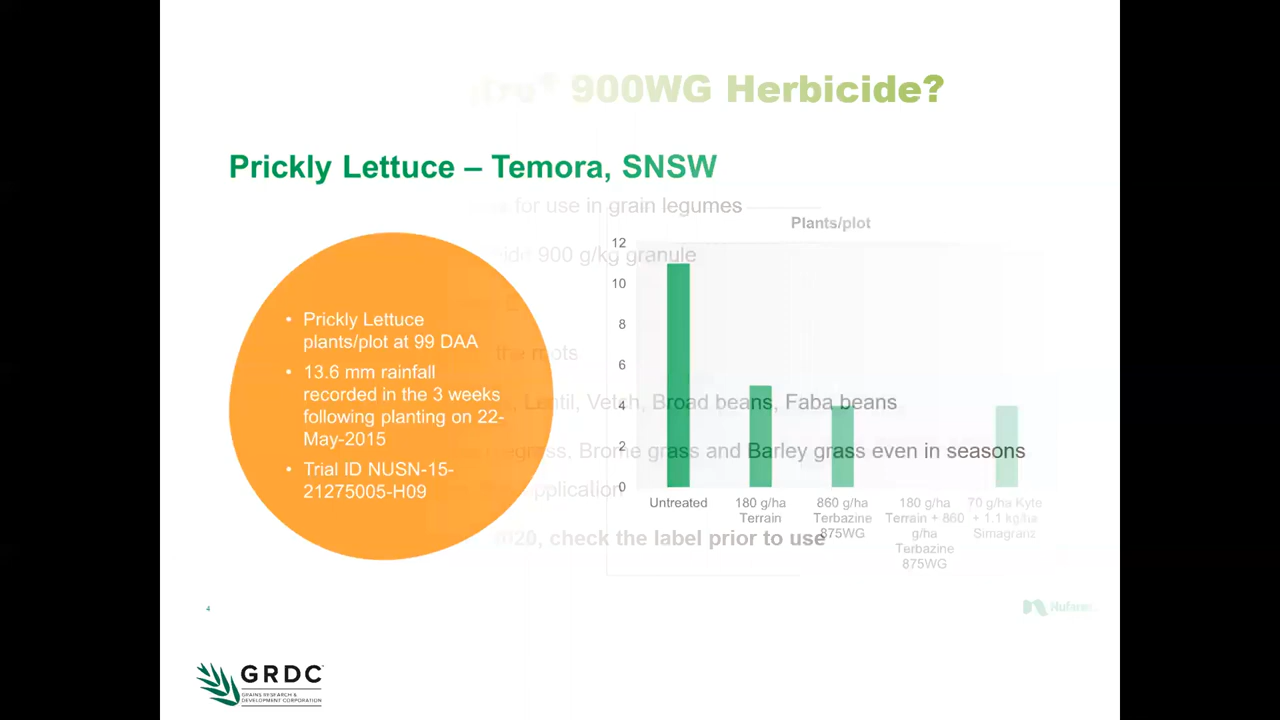 900WG Herbicide?
Prickly Lettuce – Temora, SNSW
for use in grain legumes
Plants/plot
900 g/kg granule
12
10
8
6
4
2
0
• Prickly Lettuce
plants/plot at 99 DAA
• 13.6 mm rainfall
recorded in the 3 weeks
following planting on 22-
May-2015
• Trial ID NUSN-15-
21275005-H09
the roots
Lentil, Vetch, Broad beans, Faba beans
Brome grass and Barley grass even in seasons
application
check the label prior to use
Untreated
180 g/ha
Terrain
860 g/ha
Terbazine
875WG
180 g/ha
Terrain + 860
g/ha
Terbazine
875WG
70 g/ha Kyte
+ 1.1 kg/ha
Simagranz
4
Nufarm
GRDC
GRAINS RESEARCH &
DEVELOPMENT CORPORATION